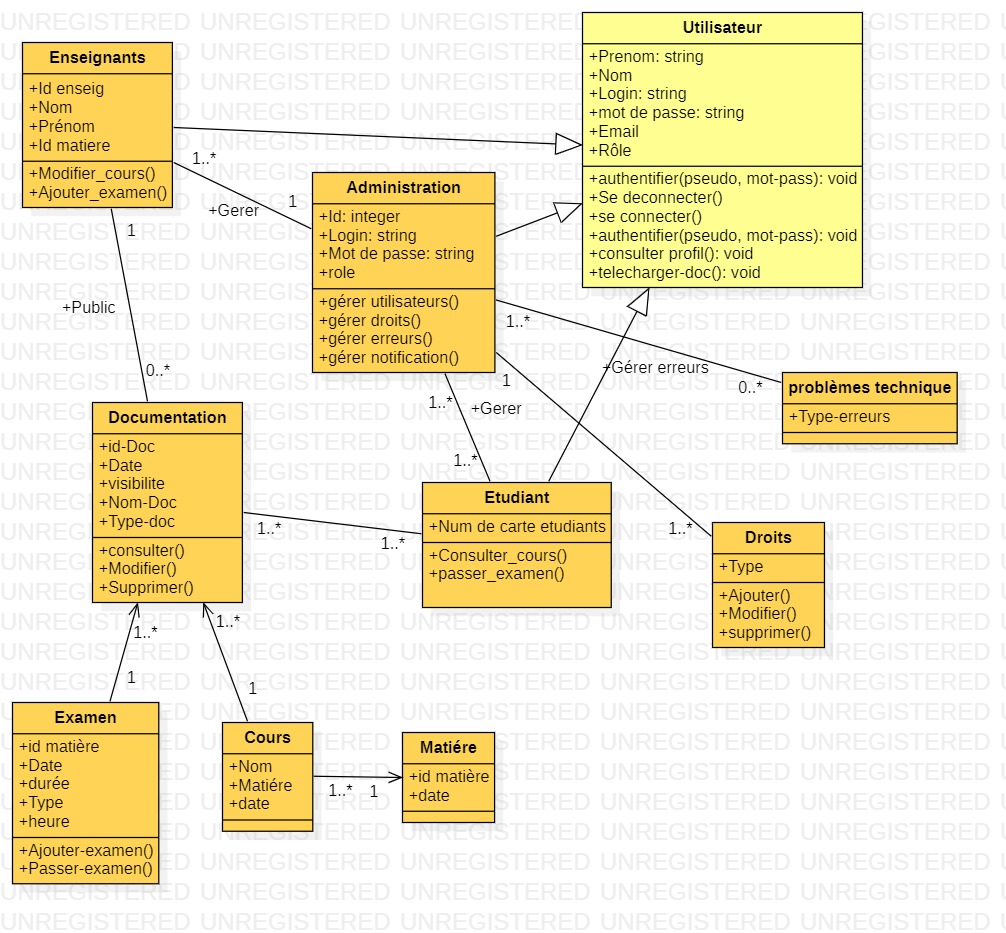 Utilisateur
+Prenom: string
+Nom
+Login: string
+mot de passe: string
+Email
+Rôle
+authentifier(pseudo, mot-pass): void
+Se deconnecter()
+se connecter()
+authentifier(pseudo, mot-pass): void
+consulter profil(): void
+telecharger-doc(): void
Enseignants
+Id enseig
+Nom
+Prénom
+Id matiere
+Modifier_cours()
+Ajouter_examen()
1..*
+Gerer
1
Administration
+Id: integer
+Login: string
+Mot de passe: string
+role
+gérer utilisateurs()
+gérer droits()
+gérer erreurs()
+gérer notification()
1
+Public
0..*
1..*
+Gérer erreurs
0..*
problèmes technique
+Type-erreurs
1
1..*
1..*
+Gerer
1..*
Documentation
+id-Doc
+Date
+visibilite
+Nom-Doc
+Type-doc
+consulter()
+Modifier()
+Supprimer()
1..*
1..*
Etudiant
+Num de carte etudiants
+Consulter_cours()
+passer_examen()
Droits
+Type
+Ajouter()
+Modifier()
+supprimer()
1..*
1
1..*
1
Examen
+id matière
+Date
+durée
+Type
+heure
+Ajouter-examen()
+Passer-examen()
Cours
+Nom
+Matiére
+date
1..*
1
Matiére
+id matière
+date
UNREGISTERED UNREGISTERED UNREGISTERED UNREGISTERED UNREGISTERED